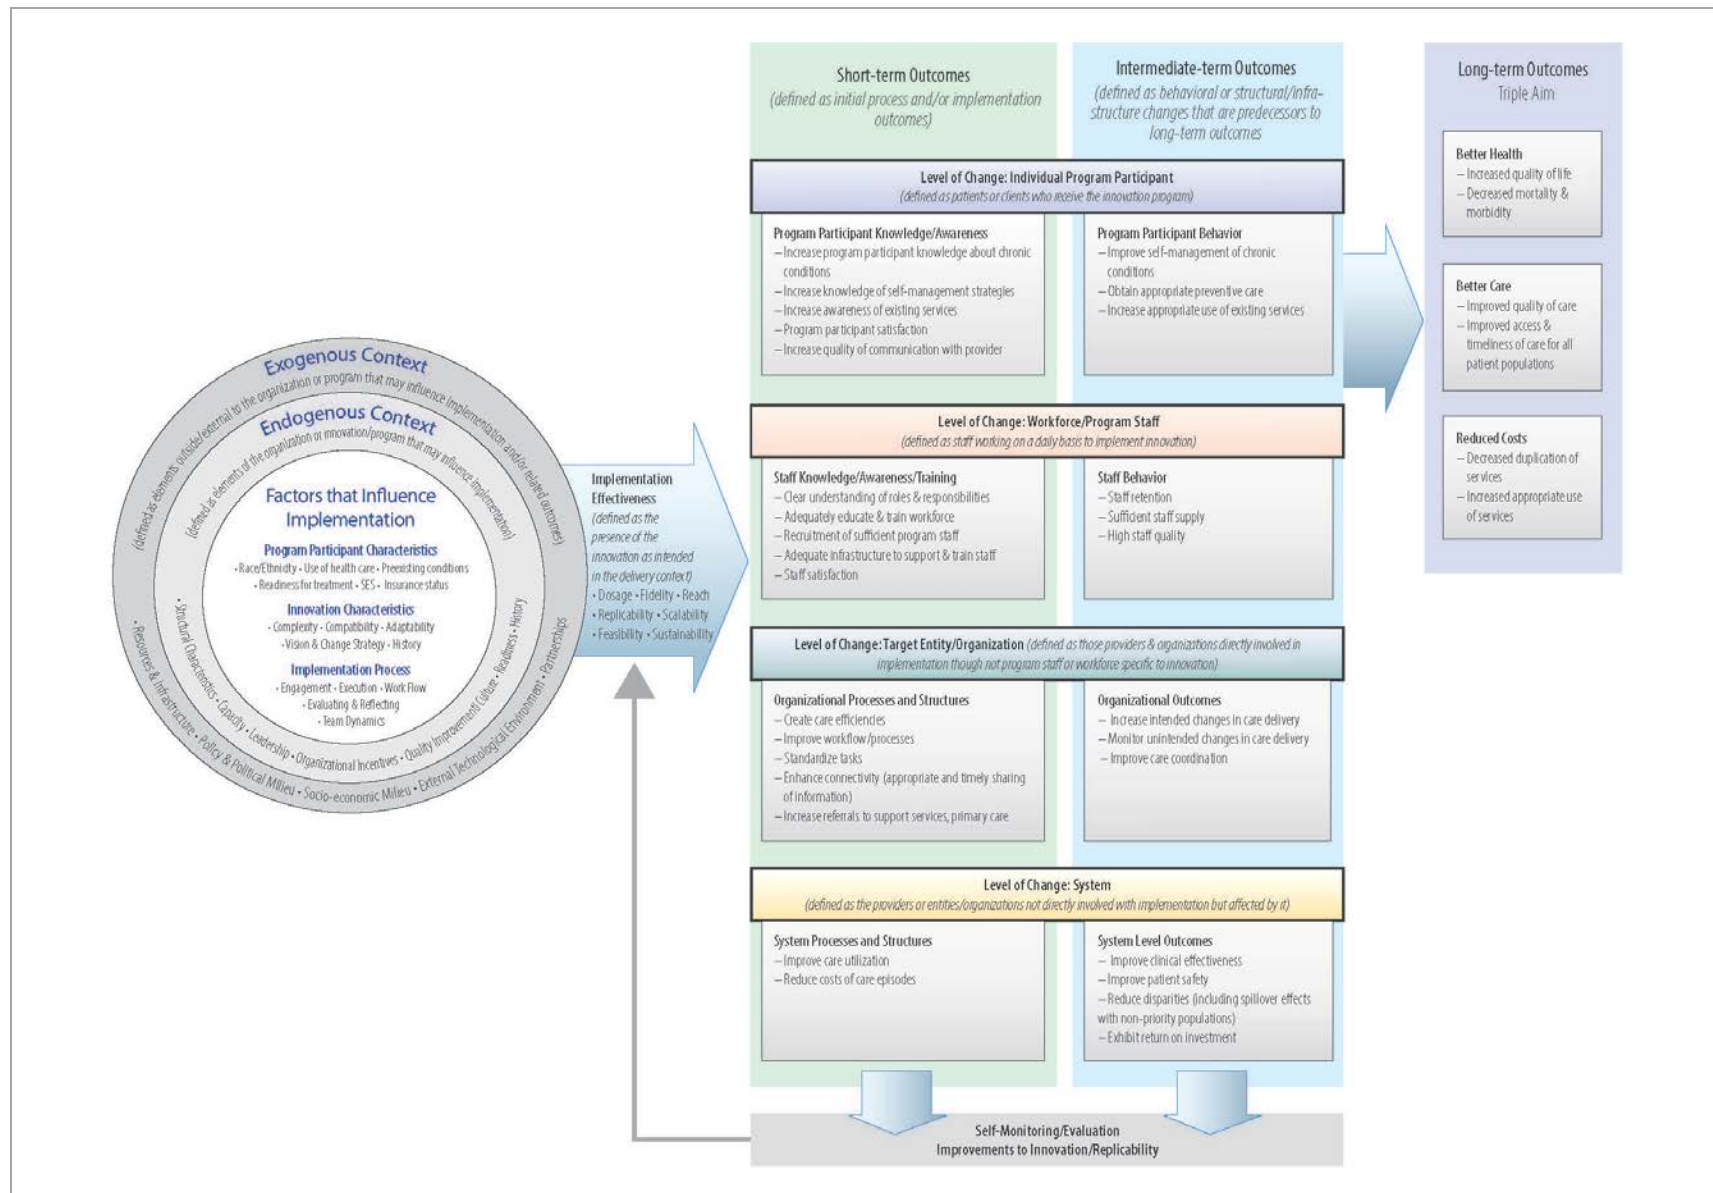 Exogenous Context
(defined as elements outside/external to the organization or program that may influence implementation and/or related outcomes)
Endogenous Context
(defined as elements of the organization or innovation/program that may influence implementation)
Factors that Influence
Implementation
Program Participant Characteristics
• Race/Ethnicity • Use of health care • Preexisting conditions
• Readiness for treatment • SES • Insurance status
Innovation Characteristics
• Complexity • Compatibility • Adaptability
• Vision & Change Strategy • History
Implementation Process
• Engagement • Execution • Work Flow
• Evaluating & Reflecting
• Team Dynamics
• Structural Characteristics • Capacity • Leadership • Organizational Incentives • Quality Improvement/Culture • Readiness • History
• Resources & Infrastructure • Policy & Political Milieu • Socio-economic Milieu • External Technological Environment • Partnerships
Implementation
Effectiveness
(defined as the
presence of the
innovation as intended
in the delivery context)
• Dosage • Fidelity • Reach
• Replicability • Scalability
• Feasibility • Sustainability
Short-term Outcomes
(defined as initial process and/or implementation
outcomes)
Intermediate-term Outcomes
(defined as behavioral or structural/infra-
structure changes that are predecessors to
long-term outcomes
Level of Change: Individual Program Participant
(defined as patients or clients who receive the innovation program)
Program Participant Knowledge/Awareness
– Increase program participant knowledge about chronic
conditions
– Increase knowledge of self-management strategies
– Increase awareness of existing services
– Program participant satisfaction
– Increase quality of communication with provider
Program Participant Behavior
– Improve self-management of chronic
conditions
– Obtain appropriate preventive care
– Increase appropriate use of existing services
Level of Change: Workforce/Program Staff
(defined as staff working on a daily basis to implement innovation)
Staff Knowledge/Awareness/Training
– Clear understanding of roles & responsibilities
– Adequately educate & train workforce
– Recruitment of sufficient program staff
– Adequate infrastructure to support & train staff
– Staff satisfaction
Staff Behavior
– Staff retention
– Sufficient staff supply
– High staff quality
Level of Change: Target Entity/Organization (defined as those providers & organizations directly involved in
implementation though not program staff or workforce specific to innovation)
Organizational Processes and Structures
– Create care efficiencies
– Improve workflow/processes
– Standardize tasks
– Enhance connectivity (appropriate and timely sharing
of information)
– Increase referrals to support services, primary care
Organizational Outcomes
– Increase intended changes in care delivery
– Monitor unintended changes in care delivery
– Improve care coordination
Level of Change: System
(defined as the providers or entities/organizations not directly involved with implementation but affected by it)
System Processes and Structures
– Improve care utilization
– Reduce costs of care episodes
System Level Outcomes
– Improve clinical effectiveness
– Improve patient safety
– Reduce disparities (including spillover effects
with non-priority populations)
– Exhibit return on investment
Self-Monitoring/Evaluation
Improvements to Innovation/Replicability
Long-term Outcomes
Triple Aim
Better Health
– Increased quality of life
– Decreased mortality &
morbidity
Better Care
– Improved quality of care
– Improved access &
timeliness of care for all
patient populations
Reduced Costs
– Decreased duplication of
services
– Increased appropriate use
of services